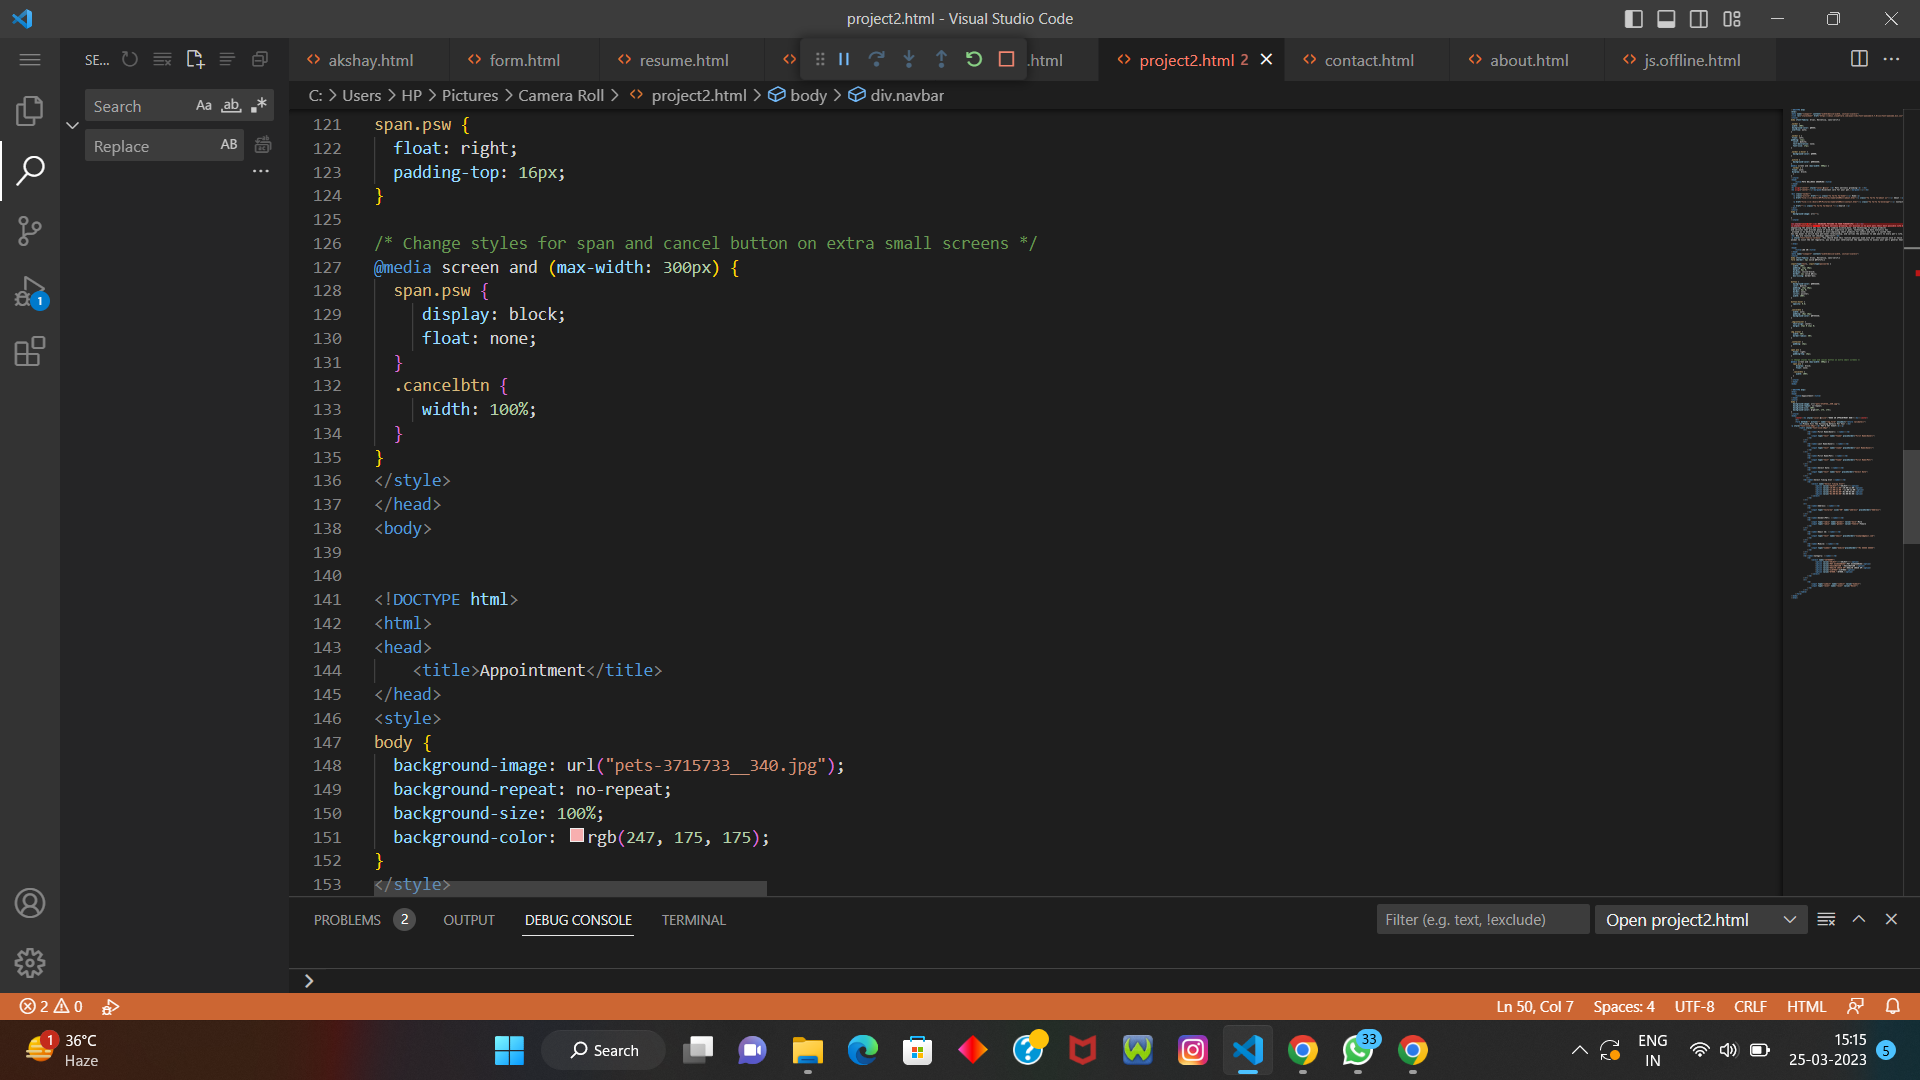 project2.html - Visual Studio Code
SE...
akshay.html
form.html
resume.html
.html
project2.html 2
contact.html
about.html
js.offline.html
C: > Users > HP > Pictures > Camera Roll > project2.html > body > div.navbar
Search
Aa
ab
Replace
AB
121 span.psw {
122 float: right;
123 padding-top: 16px;
124 }
125
126 /* Change styles for span and cancel button on extra small screens */
127 @media screen and (max-width: 300px) {
128 span.psw {
129 display: block;
130 float: none;
131 }
132 .cancelbtn {
133 width: 100%;
134 }
135 }
136 </style>
137 </head>
138 <body>
139
140
141 <!DOCTYPE html>
142 <html>
143 <head>
144 <title>Appointment</title>
145 </head>
146 <style>
147 body {
148 background-image: url("pets-3715733__340.jpg");
149 background-repeat: no-repeat;
150 background-size: 100%;
151 background-color: rgb(247, 175, 175);
152 }
153 </style>
1
PROBLEMS 2 OUTPUT DEBUG CONSOLE TERMINAL
Filter (e.g. text, !exclude)
Open project2.html
2 0
Ln 50, Col 7 Spaces: 4 UTF-8 CRLF HTML
1
36°C
Haze
Search
33
ENG
IN
15:15
25-03-2023
5